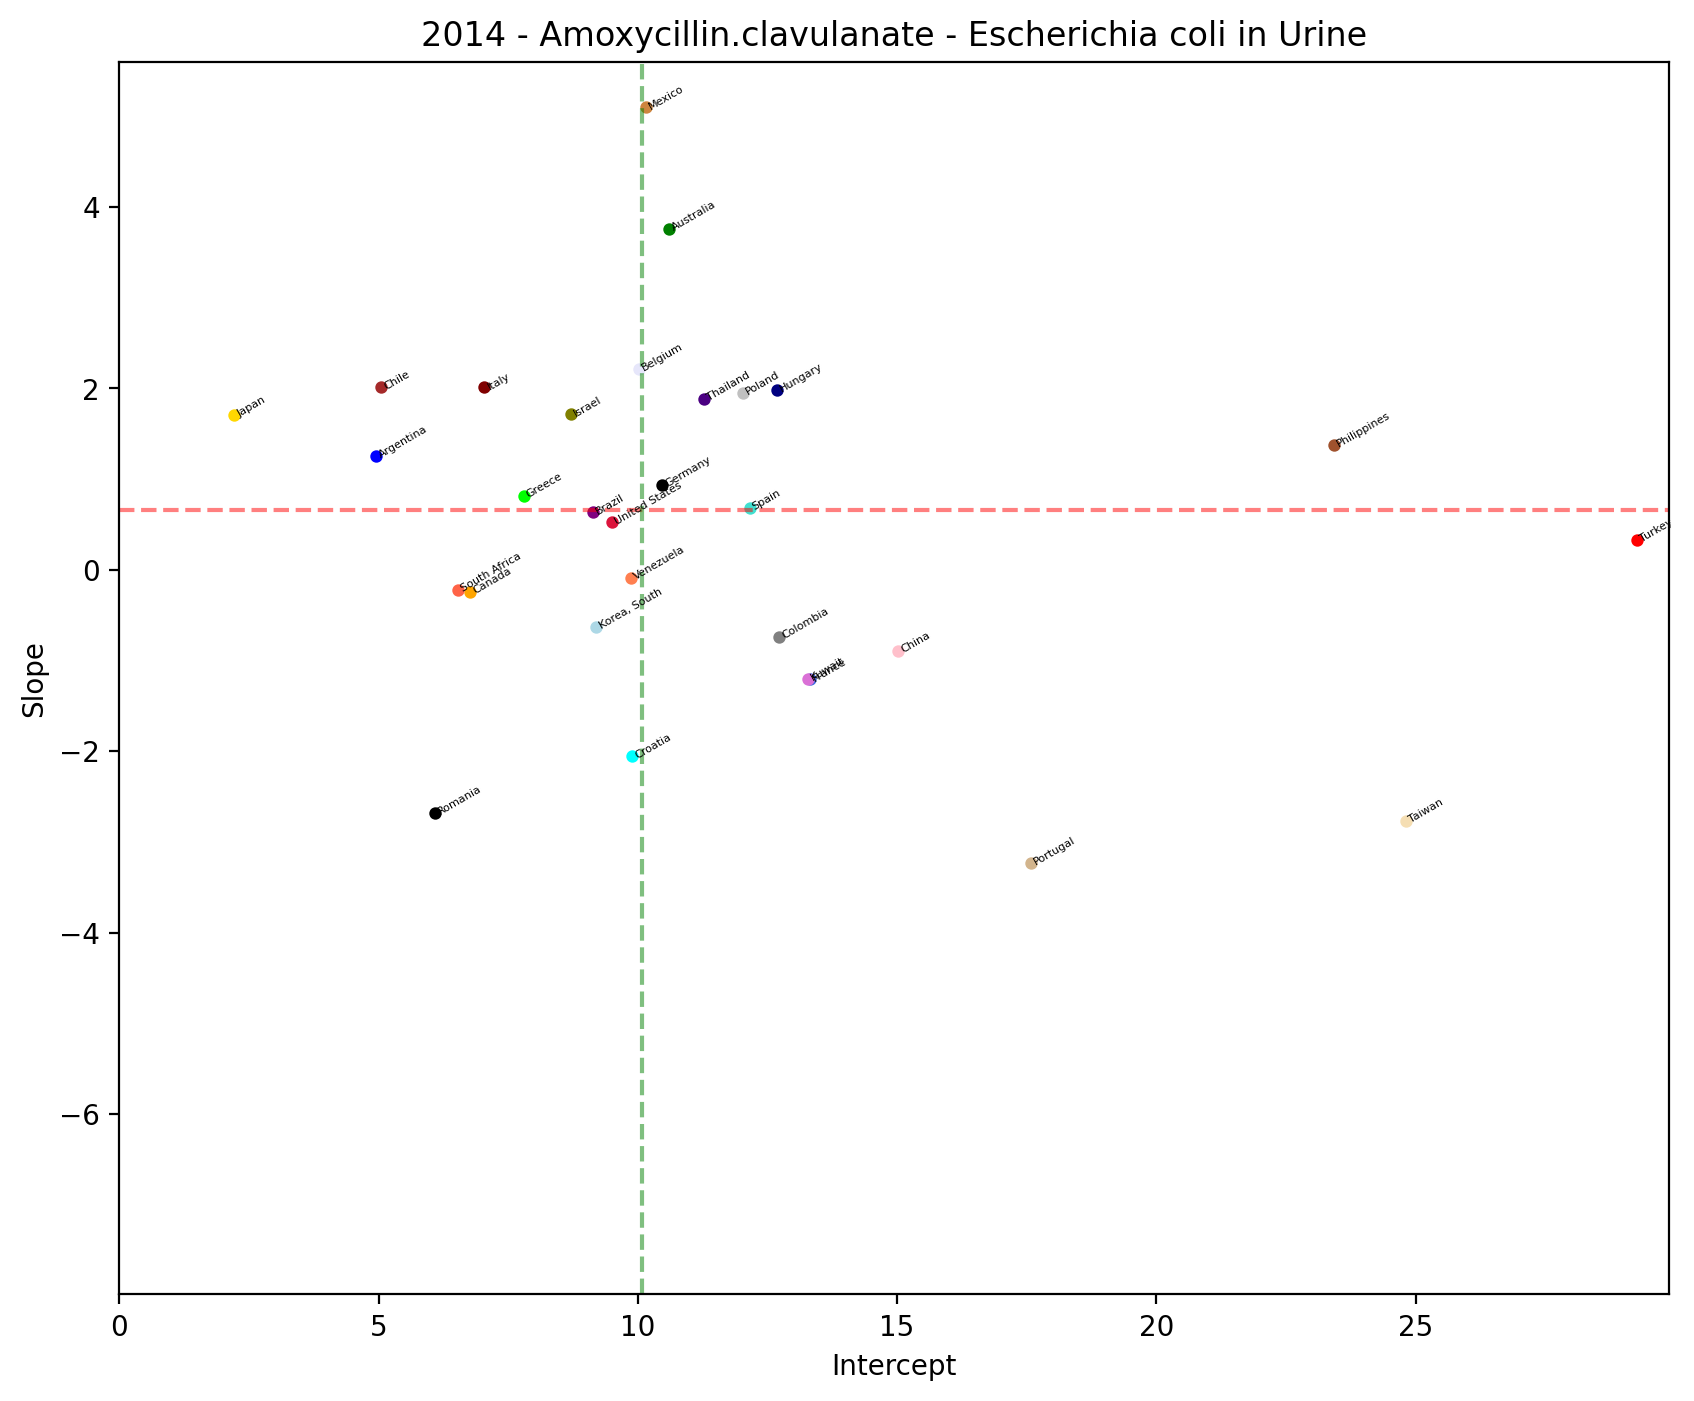 2014 - Amoxycillin.clavulanate - Escherichia coli in Urine
Mexico
4
Australia
Belgium
2
Chile
Italy
Thailand
Poland
Hungary
Japan
Israel
Argentina
Philippines
Greece
Germany
Brazil
United States
Spain
Turkey
0
South Africa
Canada
Venezuela
Korea, South
Colombia
China
Kuwait
France
Slope
−2
Croatia
Romania
Taiwan
Portugal
−4
−6
0
5
10
15
20
25
Intercept